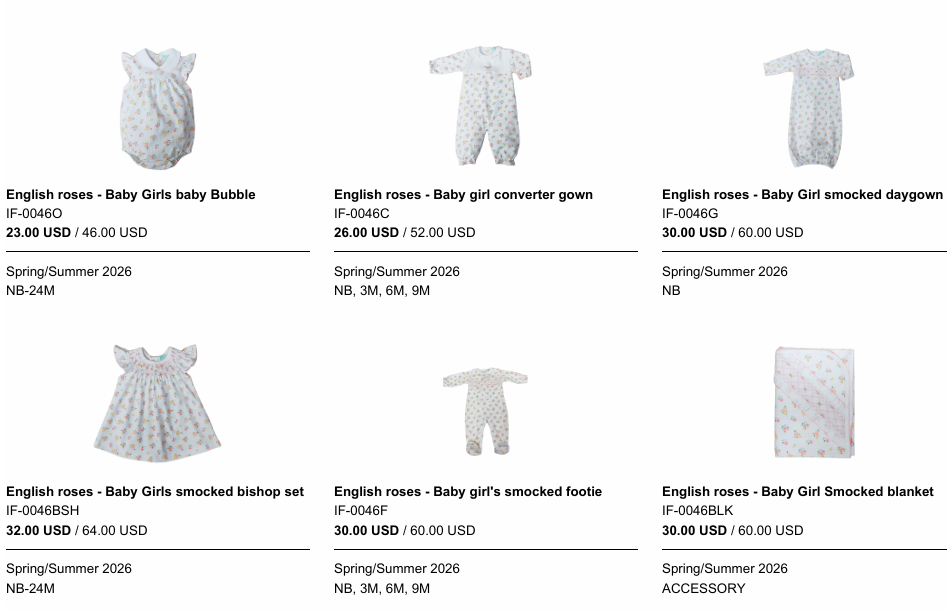 English roses - Baby Girls baby Bubble
IF-0046O
23.00 USD / 46.00 USD
Spring/Summer 2026
NB-24M
English roses - Baby girl converter gown
IF-0046C
26.00 USD / 52.00 USD
Spring/Summer 2026
NB, 3M, 6M, 9M
English roses - Baby Girl smocked daygown
IF-0046G
30.00 USD / 60.00 USD
Spring/Summer 2026
NB
English roses - Baby Girls smocked bishop set
IF-0046BSH
32.00 USD / 64.00 USD
Spring/Summer 2026
NB-24M
English roses - Baby girl's smocked footie
IF-0046F
30.00 USD / 60.00 USD
Spring/Summer 2026
NB, 3M, 6M, 9M
English roses - Baby Girl Smocked blanket
IF-0046BLK
30.00 USD / 60.00 USD
Spring/Summer 2026
ACCESSORY